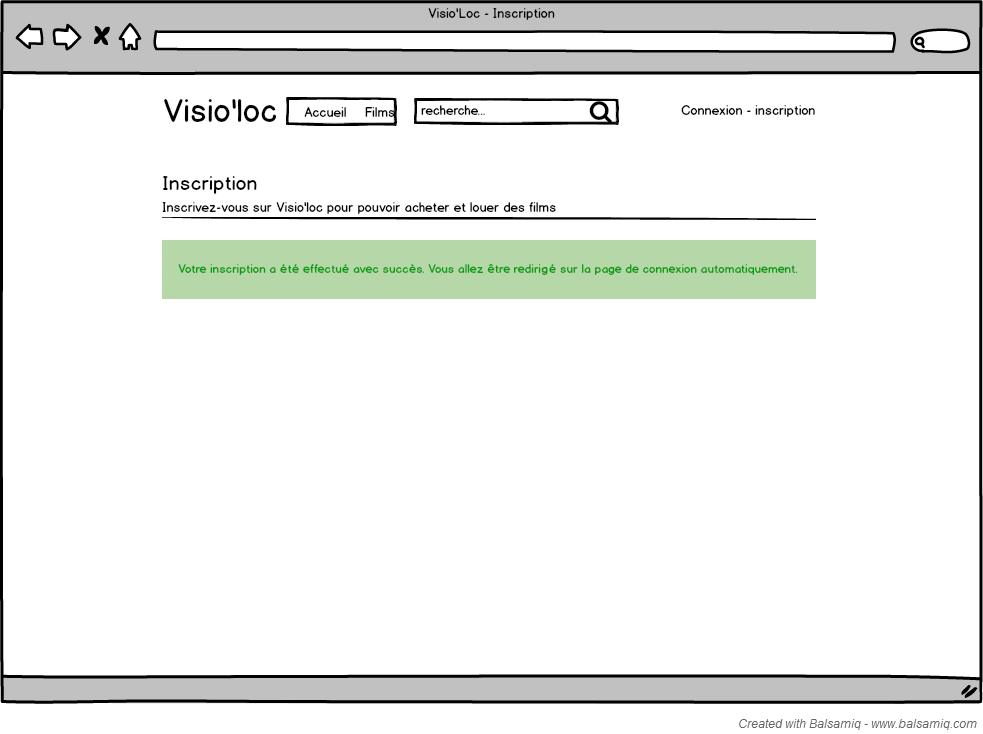 Visio'Loc - Inscription
Visio'loc
Accueil Films
recherche...
Connexion - inscription
Inscription
Inscrivez-vous sur Visio'loc pour pouvoir acheter et louer des films
Votre inscription a été effectué avec succès. Vous allez être redirigé sur la page de connexion automatiquement.
Created with Balsamiq - www.balsamiq.com